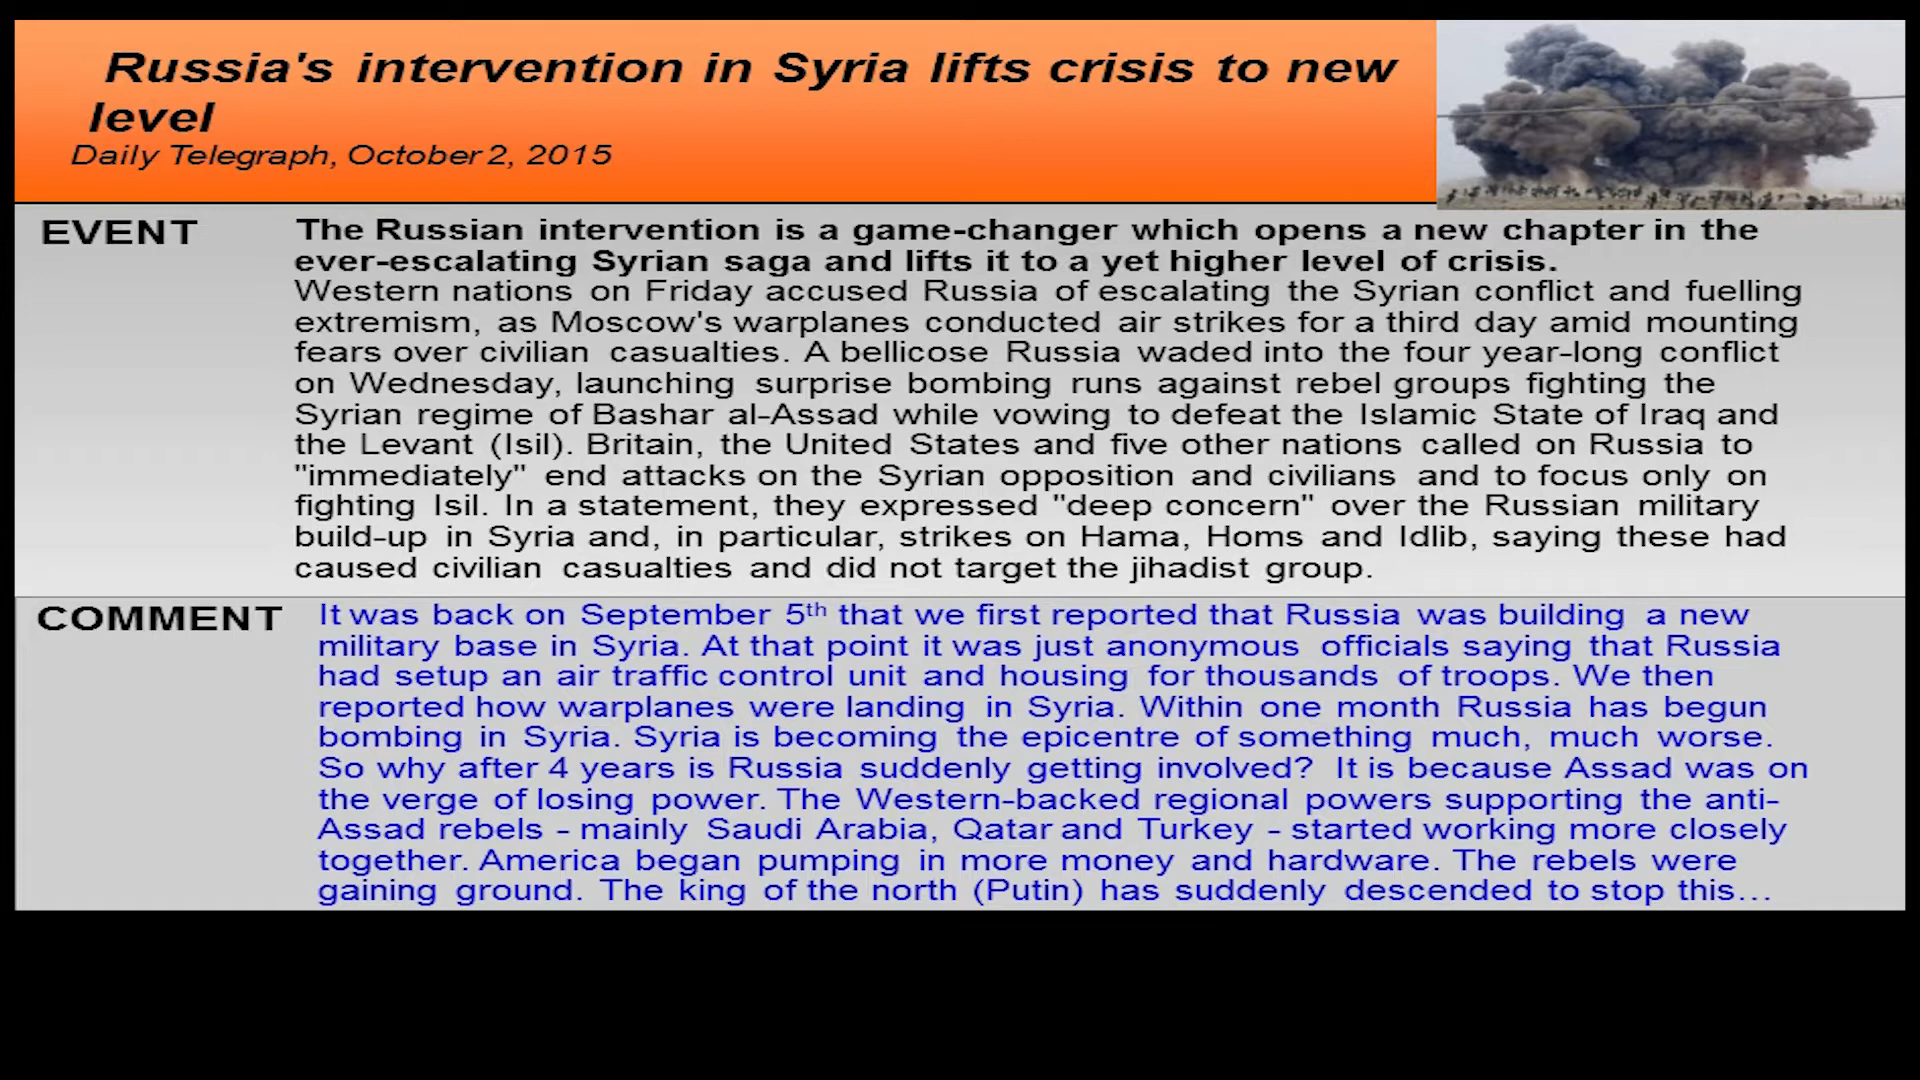 Russia's intervention in Syria lifts crisis to new
level
Daily Telegraph, October 2, 2015
EVENT
The Russian intervention is a game-changer which opens a new chapter in the
ever-escalating Syrian saga and lifts it to a yet higher level of crisis.
Western nations on Friday accused Russia of escalating the Syrian conflict and fuelling
extremism, as Moscow's warplanes conducted air strikes for a third day amid mounting
fears over civilian casualties. A bellicose Russia waded into the four year-long conflict
on Wednesday, launching surprise bombing runs against rebel groups fighting the
Syrian regime of Bashar al-Assad while vowing to defeat the Islamic State of Iraq and
the Levant (Isil). Britain, the United States and five other nations called on Russia to
"immediately" end attacks on the Syrian opposition and civilians and to focus only on
fighting Isil. In a statement, they expressed "deep concern" over the Russian military
build-up in Syria and, in particular, strikes on Hama, Homs and Idlib, saying these had
caused civilian casualties and did not target the jihadist group.
COMMENT
It was back on September 5th that we first reported that Russia was building a new
military base in Syria. At that point it was just anonymous officials saying that Russia
had setup an air traffic control unit and housing for thousands of troops. We then
reported how warplanes were landing in Syria. Within one month Russia has begun
bombing in Syria. Syria is becoming the epicentre of something much, much worse.
So why after 4 years is Russia suddenly getting involved? It is because Assad was on
the verge of losing power. The Western-backed regional powers supporting the anti-
Assad rebels - mainly Saudi Arabia, Qatar and Turkey - started working more closely
together. America began pumping in more money and hardware. The rebels were
gaining ground. The king of the north (Putin) has suddenly descended to stop this...